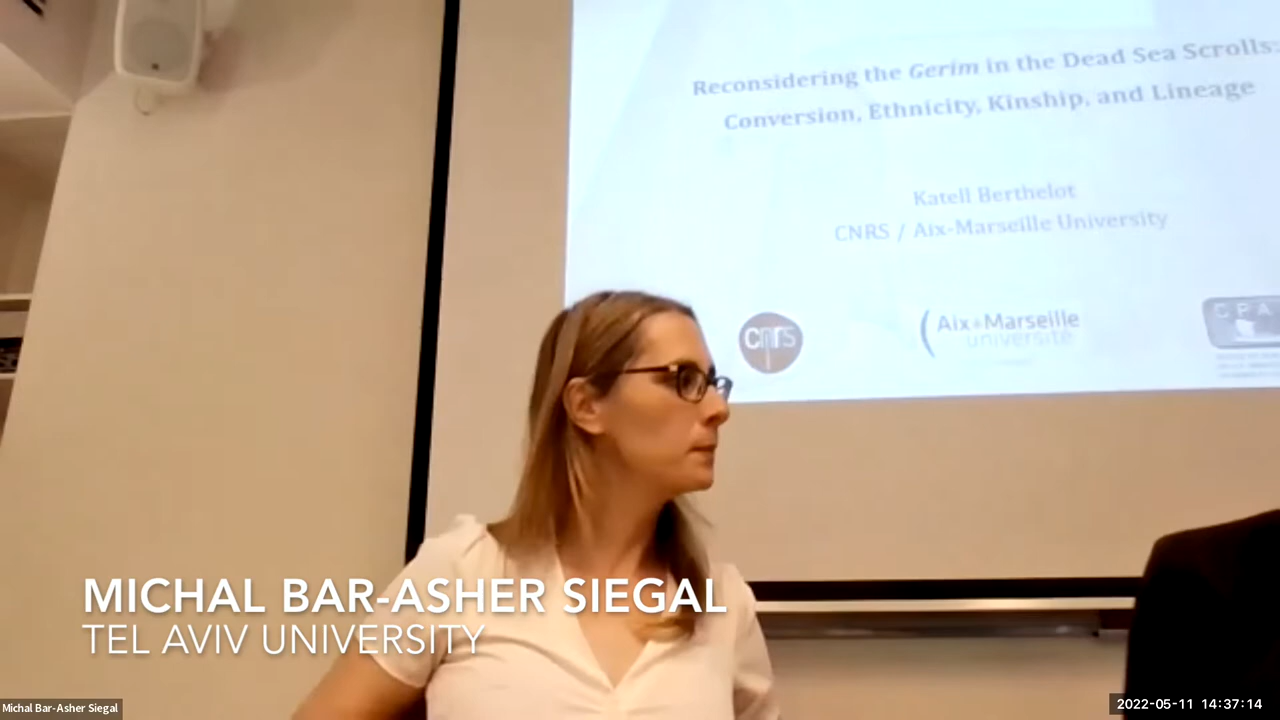 Reconsidering the Gerim in the Dead Sea Scrolls:
Conversion, Ethnicity, Kinship, and Lineage
Katell Berthelot
CNRS / Aix-Marseille University
cnrs
Aix*Marseille
université
CPA
MICHAL BAR-ASHER SIEGAL
TEL AVIV UNIVERSITY
Michal Bar-Asher Siegal
2022-05-11 14:37:14